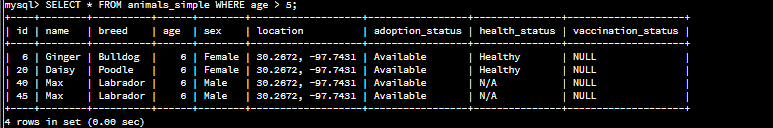 mysql> SELECT * FROM animals_simple WHERE age > 5;
+----+--------+----------+-----+--------+-------------------+-----------------+---------------+--------------------+
| id | name   | breed    | age | sex    | location          | adoption_status | health_status | vaccination_status |
+----+--------+----------+-----+--------+-------------------+-----------------+---------------+--------------------+
|  6 | Ginger | Bulldog  |   6 | Female | 30.2672, -97.7431 | Available       | Healthy       | NULL               |
| 20 | Daisy  | Poodle   |   6 | Female | 30.2672, -97.7431 | Available       | Healthy       | NULL               |
| 40 | Max    | Labrador |   6 | Male   | 30.2672, -97.7431 | Available       | N/A           | NULL               |
| 45 | Max    | Labrador |   6 | Male   | 30.2672, -97.7431 | Available       | N/A           | NULL               |
+----+--------+----------+-----+--------+-------------------+-----------------+---------------+--------------------+
4 rows in set (0.00 sec)